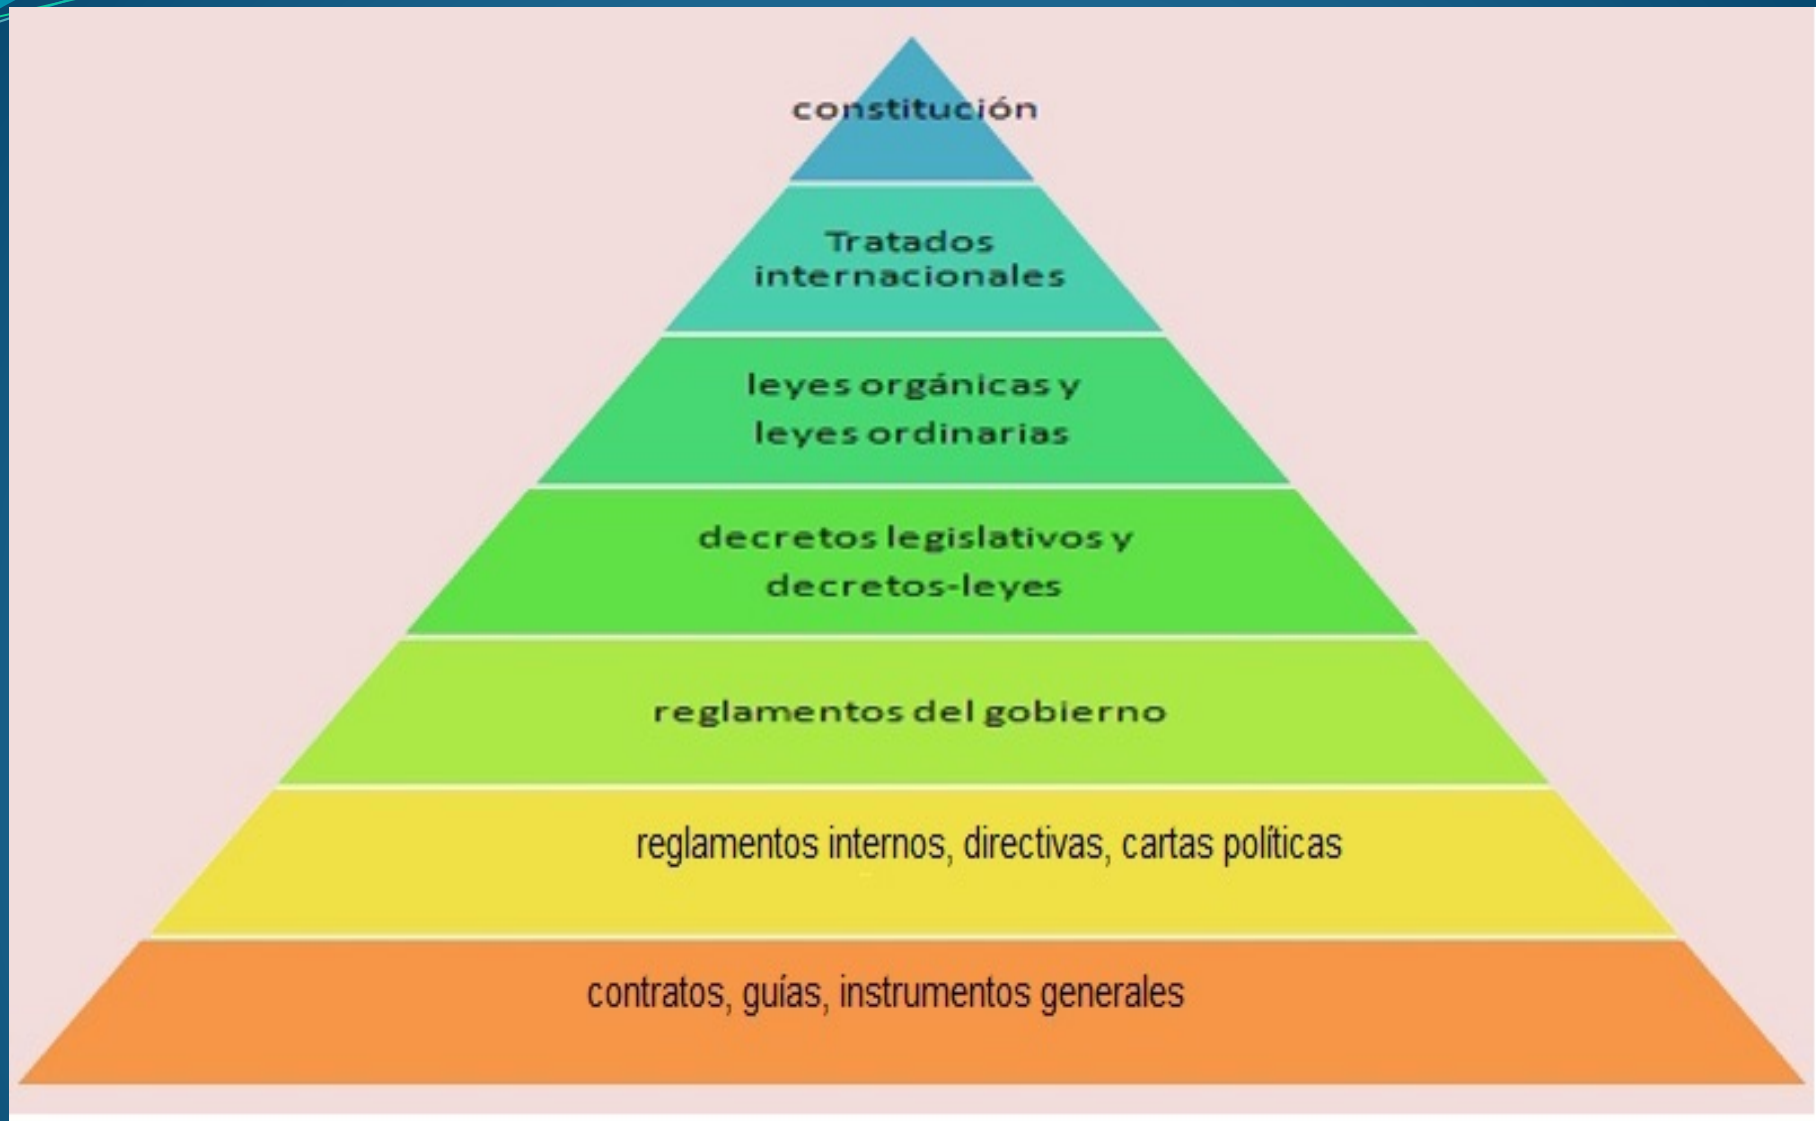 constitución
Tratados
internacionales
leyes orgánicas y
leyes ordinarias
decretos legislativos y
decretos-leyes
reglamentos del gobierno
reglamentos internos, directivas, cartas políticas
contratos, guías, instrumentos generales